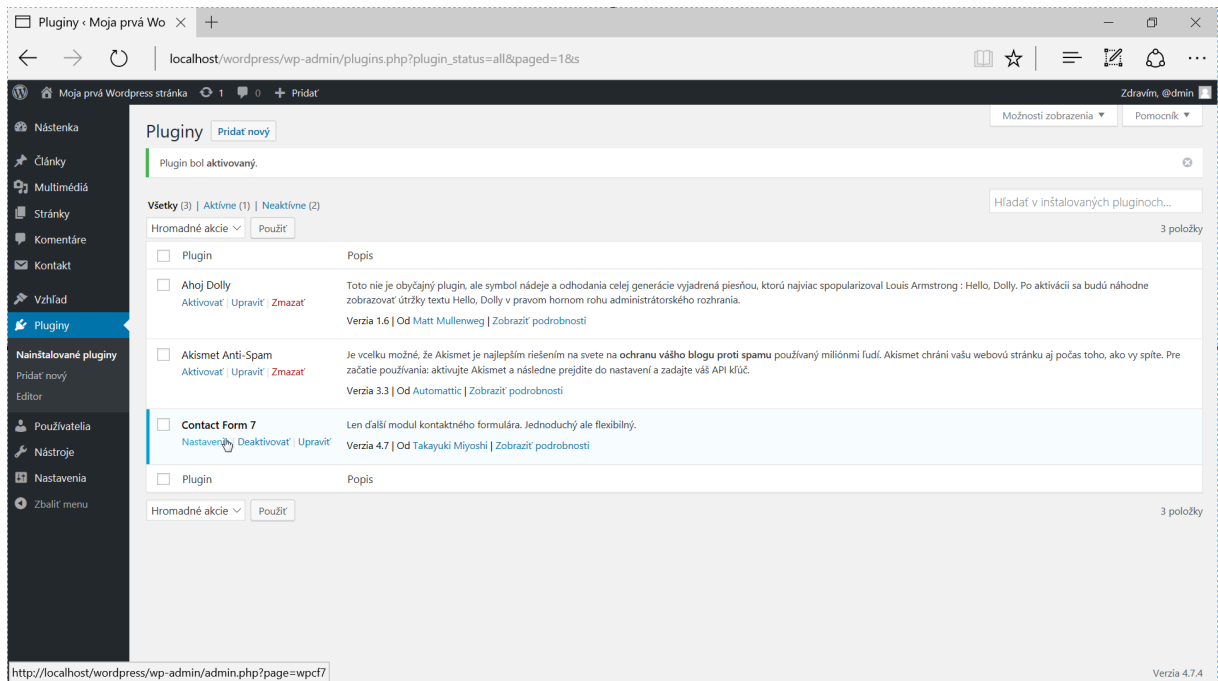 Pluginy ‹ Moja prvá Wo
localhost/wordpress/wp-admin/plugins.php?plugin_status=all&paged=1&s
Moja prvá Wordpress stránka 1 0 Pridať
Zdravím, @dmin
Nástenka
Články
Multimédiá
Stránky
Komentáre
Kontakt
Vzhľad
Pluginy
Nainštalované pluginy
Pridať nový
Editor
Používatelia
Nástroje
Nastavenia
Zbaliť menu
Možnosti zobrazenia
Pomocník
Pluginy Pridať nový
Plugin bol aktivovaný.
Všetky (3) | Aktívne (1) | Neaktívne (2)
Hľadať v inštalovaných pluginoch...
Hromadné akcie Použiť
3 položky
Plugin Popis
Ahoj Dolly
Aktivovať | Upraviť | Zmazať
Toto nie je obyčajný plugin, ale symbol nádeje a odhodania celej generácie vyjadrená piesňou, ktorú najviac spopularizoval Louis Armstrong : Hello, Dolly. Po aktivácii sa budú náhodne
zobrazovať útržky textu Hello, Dolly v pravom hornom rohu administrátorského rozhrania.
Verzia 1.6 | Od Matt Mullenweg | Zobraziť podrobnosti
Akismet Anti-Spam
Aktivovať | Upraviť | Zmazať
Je vcelku možné, že Akismet je najlepším riešením na svete na ochranu vášho blogu proti spamu používaný miliónmi ľudí. Akismet chráni vašu webovú stránku aj počas toho, ako vy spíte. Pre
začatie používania: aktivujte Akismet a následne prejdite do nastavení a zadajte váš API kľúč.
Verzia 3.3 | Od Automattic | Zobraziť podrobnosti
Contact Form 7
Nastavenia | Deaktivovať | Upraviť
Len ďalší modul kontaktného formulára. Jednoduchý ale flexibilný.
Verzia 4.7 | Od Takayuki Miyoshi | Zobraziť podrobnosti
Plugin Popis
Hromadné akcie Použiť
3 položky
http://localhost/wordpress/wp-admin/admin.php?page=wpcf7
Verzia 4.7.4